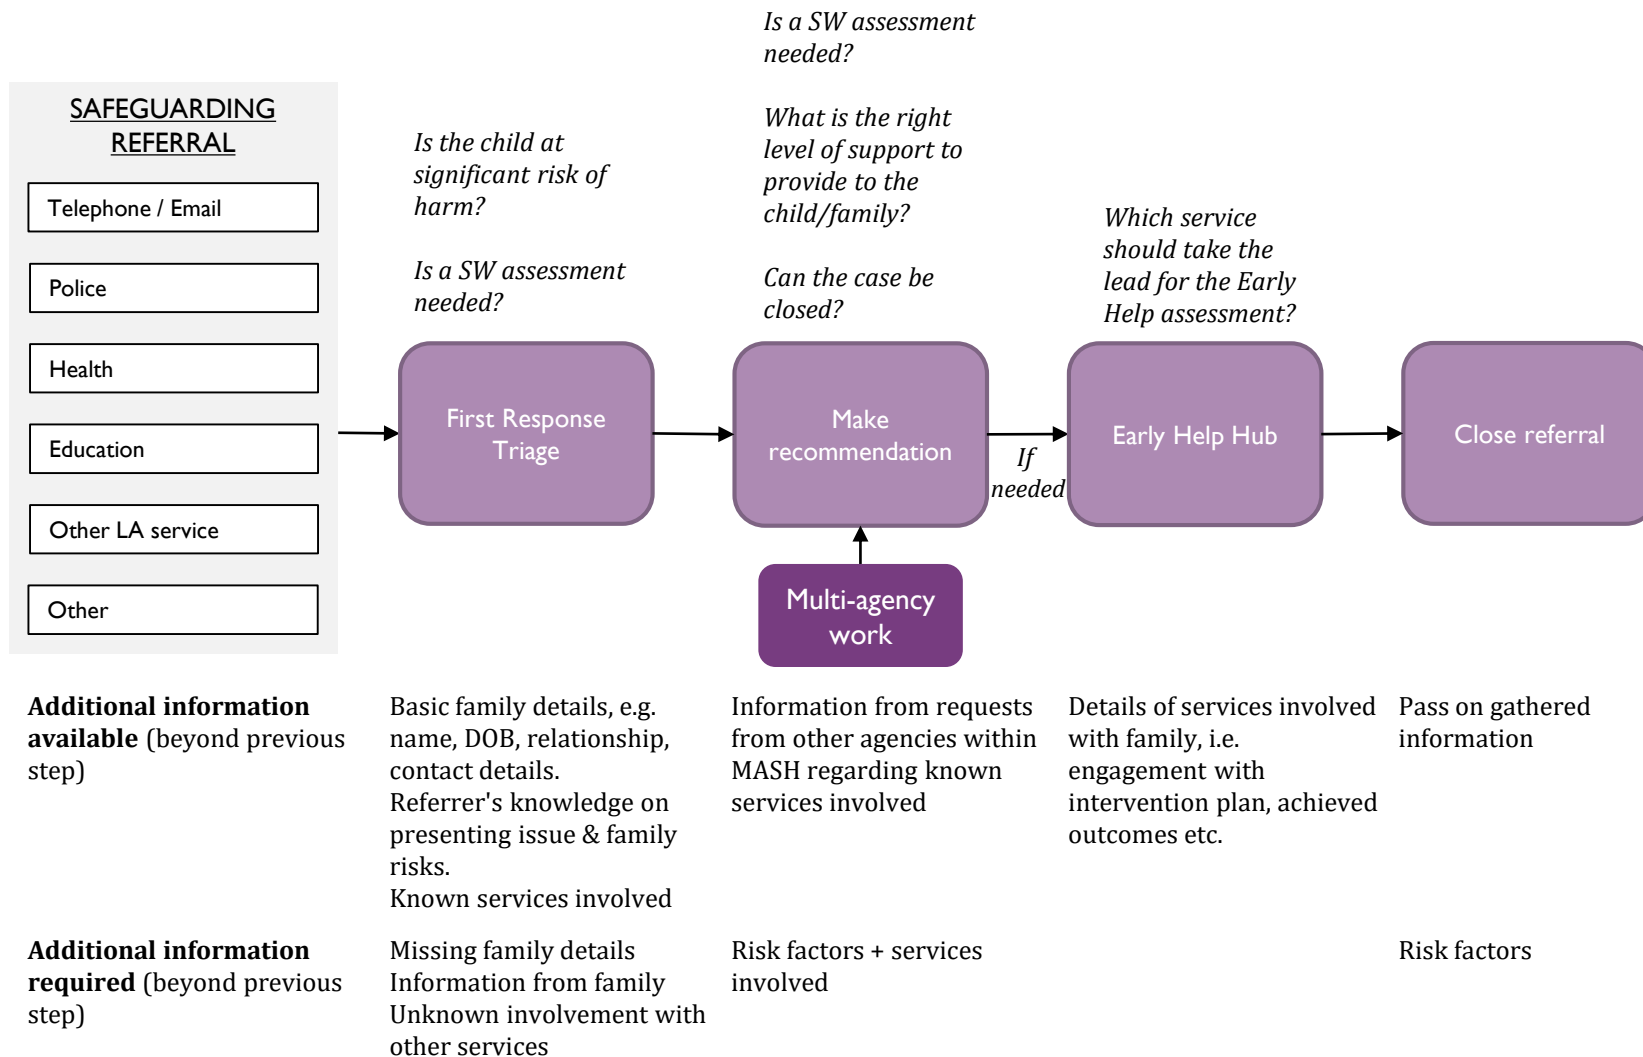 SAFEGUARDING
REFERRAL
Telephone / Email
Police
Health
Education
Other LA service
Other
Is the child at
significant risk of
harm?
Is a SW assessment
needed?
First Response
Triage
Is a SW assessment
needed?
What is the right
level of support to
provide to the
child/family?
Can the case be
closed?
Make
recommendation
Multi-agency
work
If
needed
Which service
should take the
lead for the Early
Help assessment?
Early Help Hub
Close referral
Additional information
available (beyond previous
step)
Basic family details, e.g.
name, DOB, relationship,
contact details.
Referrer's knowledge on
presenting issue & family
risks.
Known services involved
Information from requests
from other agencies within
MASH regarding known
services involved
Details of services involved
with family, i.e.
engagement with
intervention plan, achieved
outcomes etc.
Pass on gathered
information
Additional information
required (beyond previous
step)
Missing family details
Information from family
Unknown involvement with
other services
Risk factors + services
involved
Risk factors